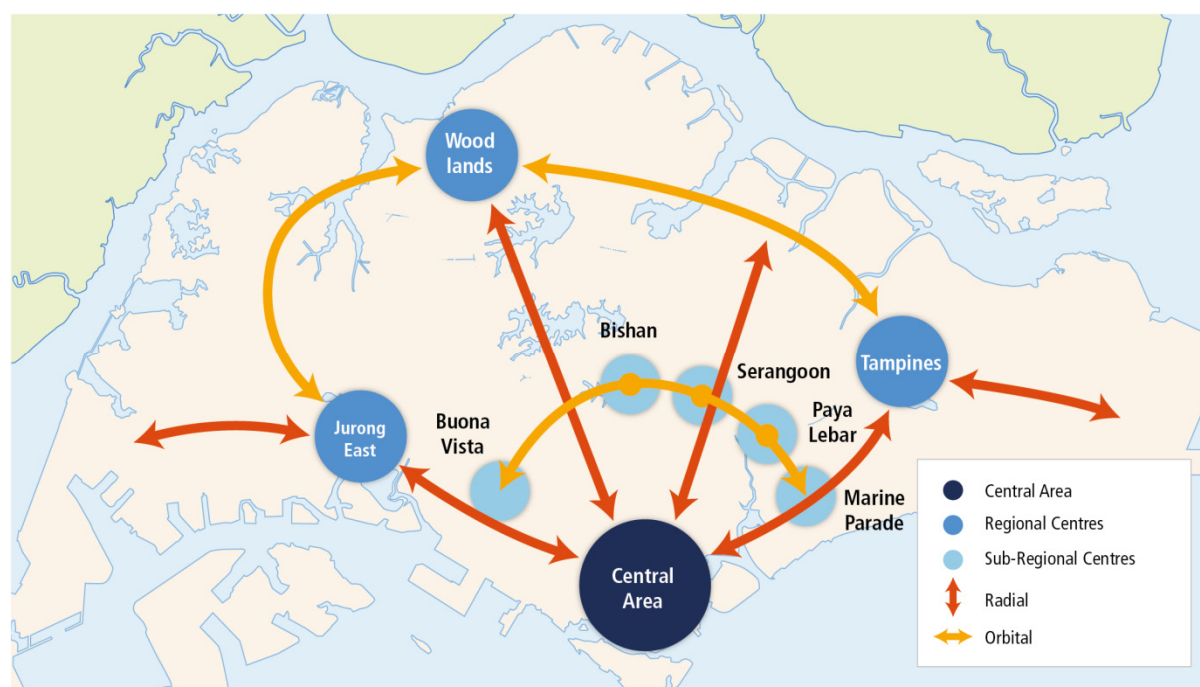 Wood
lands
Bishan
Serangoon
Tampines
Paya
Lebar
Buona
Vista
Jurong
East
Marine
Parade
Central
Area
Central Area
Regional Centres
Sub-Regional Centres
Radial
Orbital